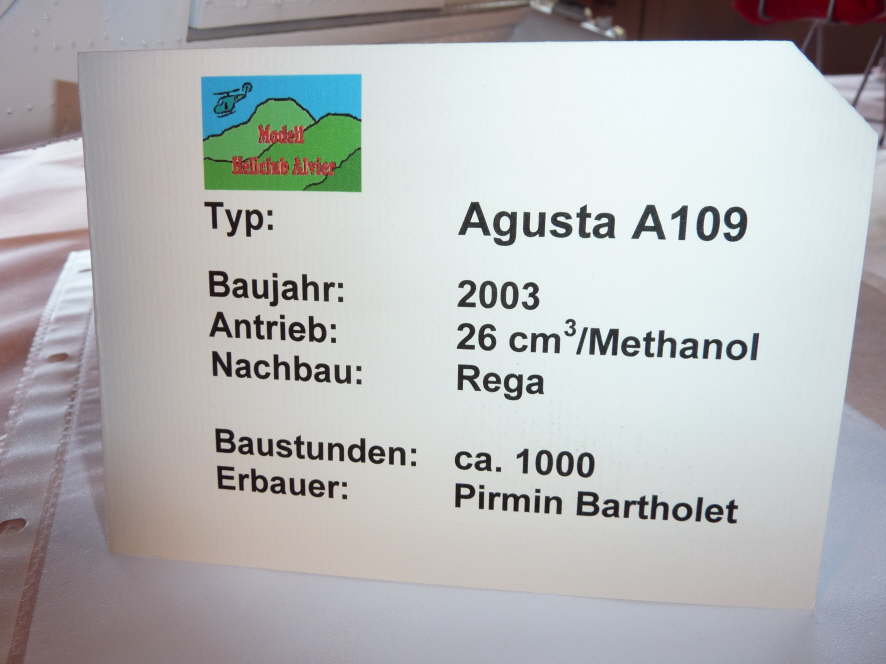 Modell
Heliclub Alvier
Typ: Agusta A109
Baujahr: 2003
Antrieb: 26 cm³/Methanol
Nachbau: Rega
Baustunden: ca. 1000
Erbauer: Pirmin Bartholet